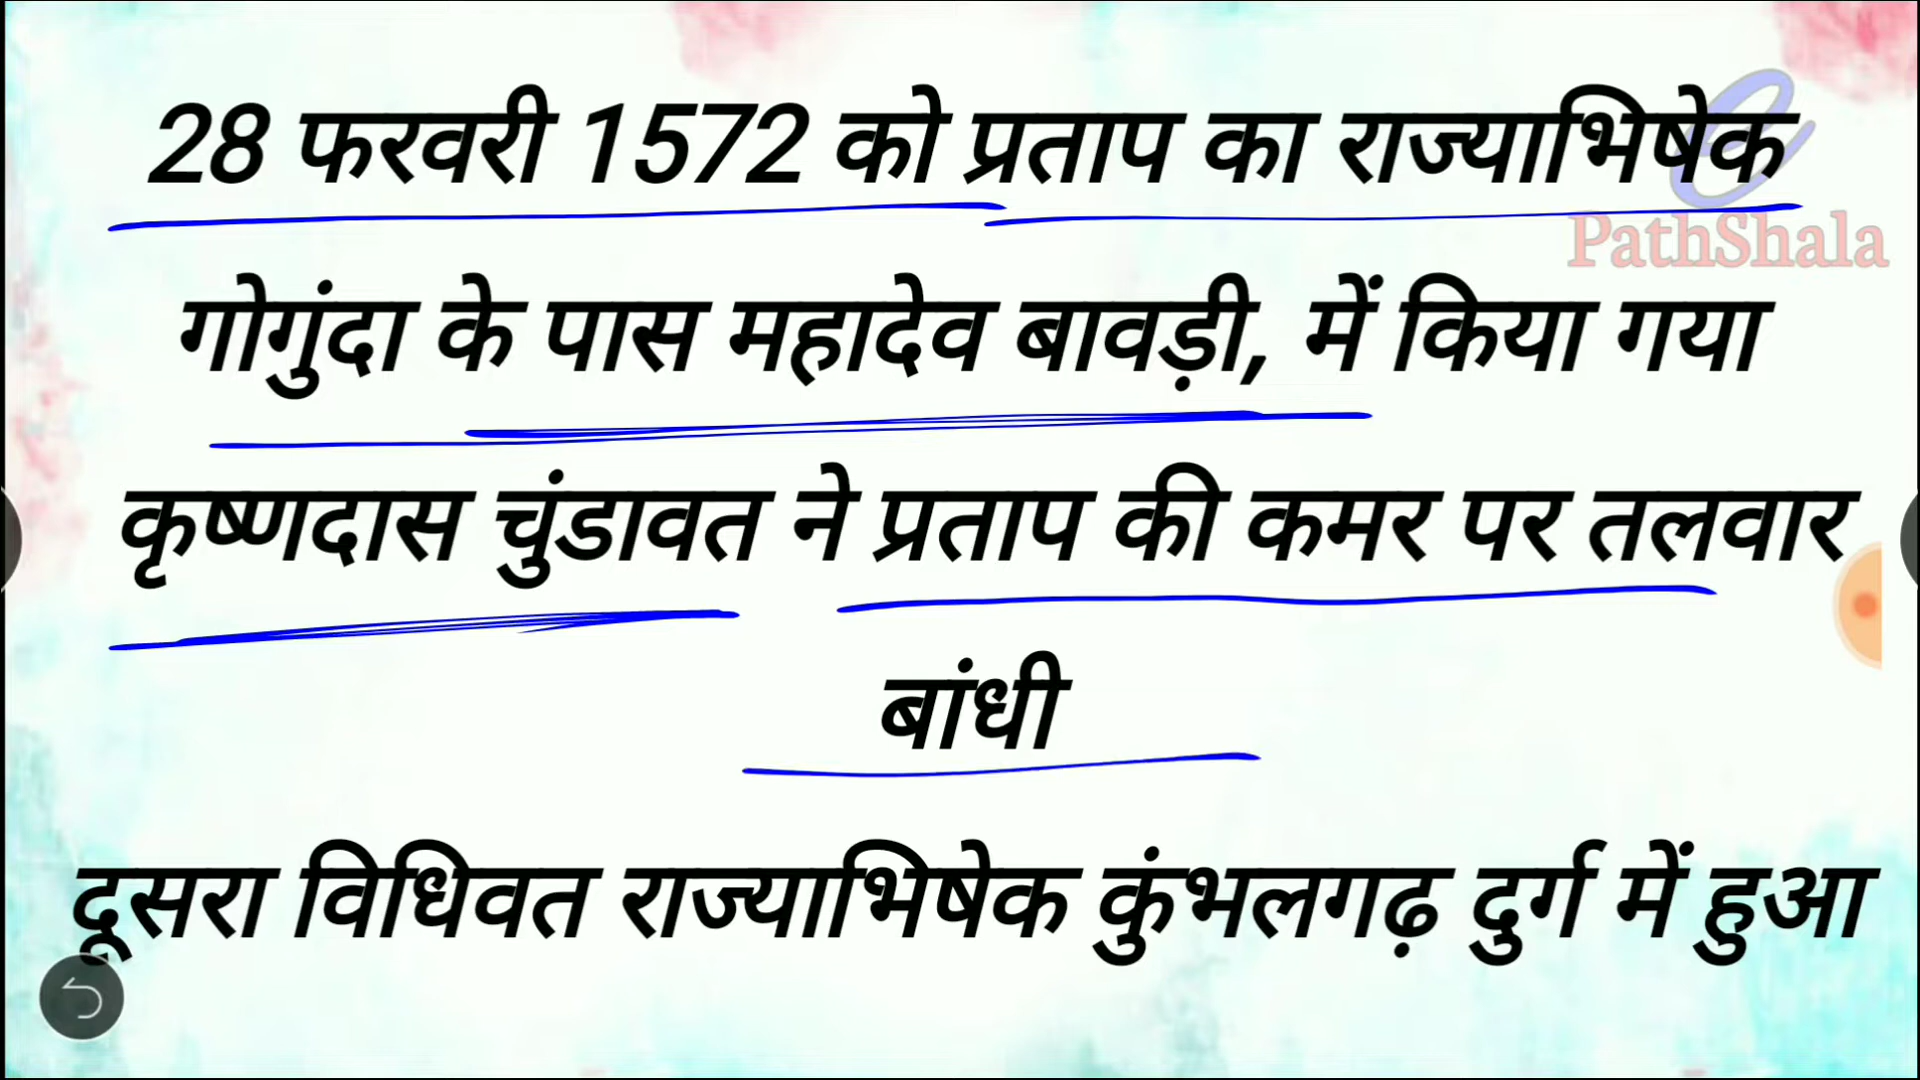 28 फरवरी 1572 को प्रताप का राज्याभिषेक
e
PathShala
गोगुंदा के पास महादेव बावड़ी, में किया गया
कृष्णदास चुंडावत ने प्रताप की कमर पर तलवार
बांधी
दूसरा विधिवत राज्याभिषेक कुंभलगढ़ दुर्ग में हुआ